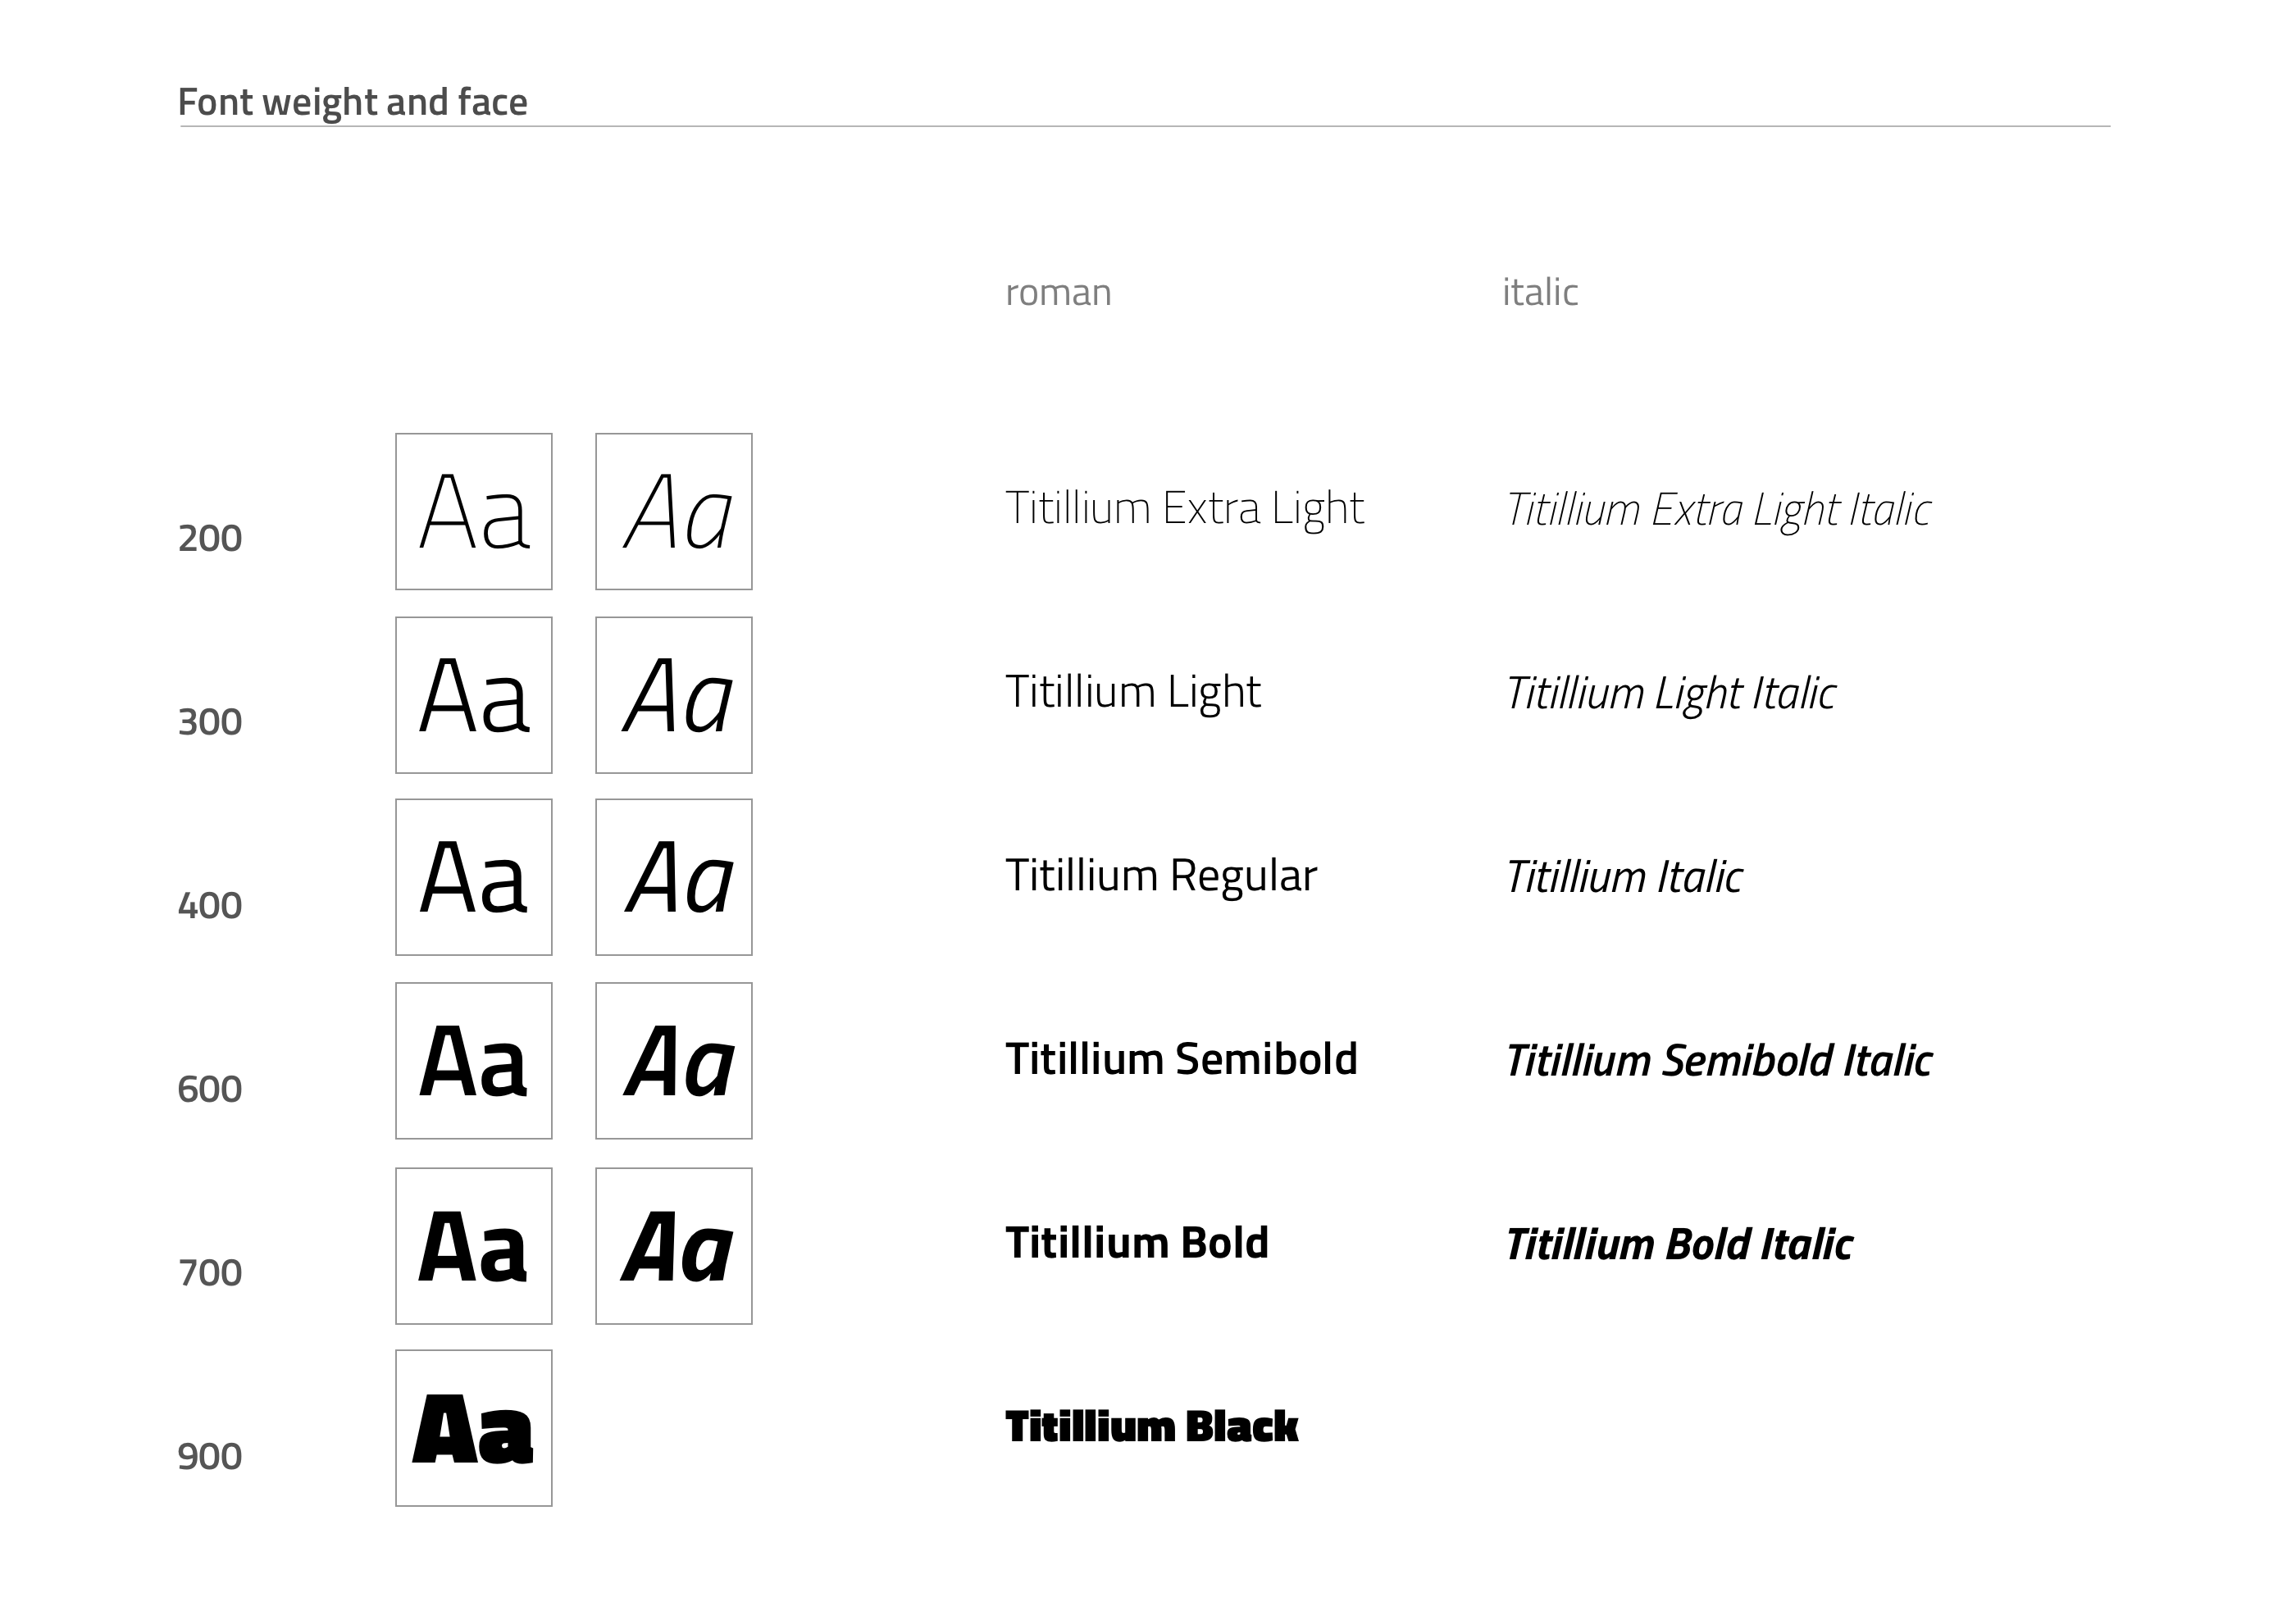 Font weight and face
roman italic
200 Aa Aa Titillium Extra Light Titillium Extra Light Italic
300 Aa Aa Titillium Light Titillium Light Italic
400 Aa Aa Titillium Regular Titillium Italic
600 Aa Aa Titillium Semibold Titillium Semibold Italic
700 Aa Aa Titillium Bold Titillium Bold Italic
900 Aa Titillium Black